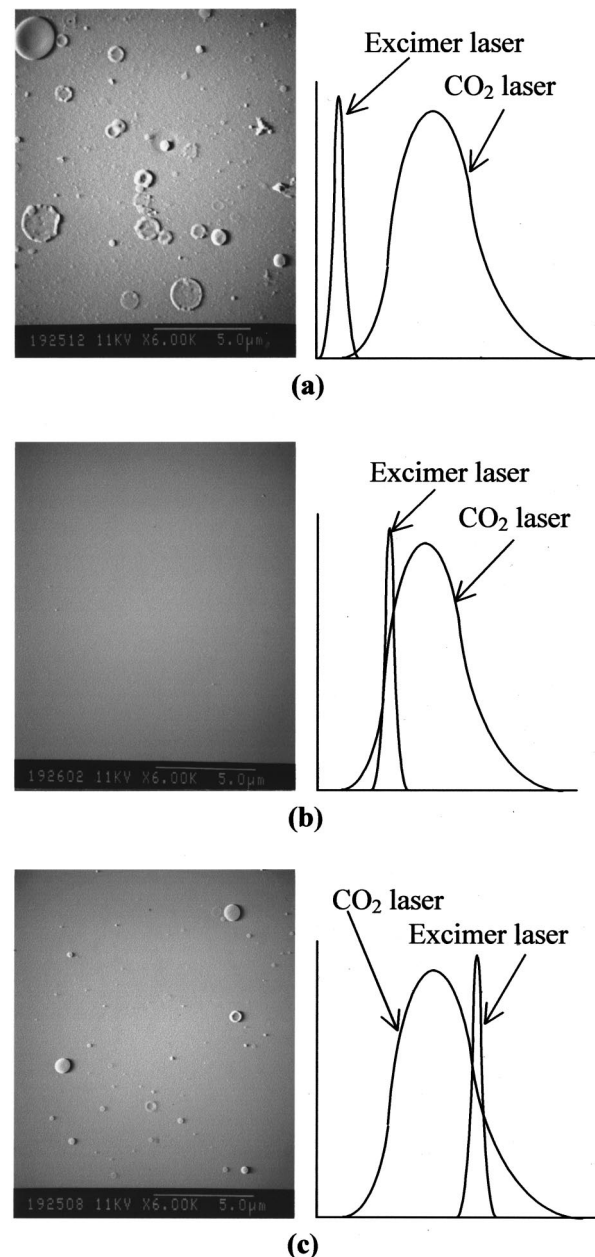 Excimer laser
CO₂ laser
192512 11KV X6.00K 5.0μm
(a)
Excimer laser
CO₂ laser
192602 11KV X6.00K 5.0μm
(b)
CO₂ laser
Excimer laser
192508 11KV X6.00K 5.0μm
(c)